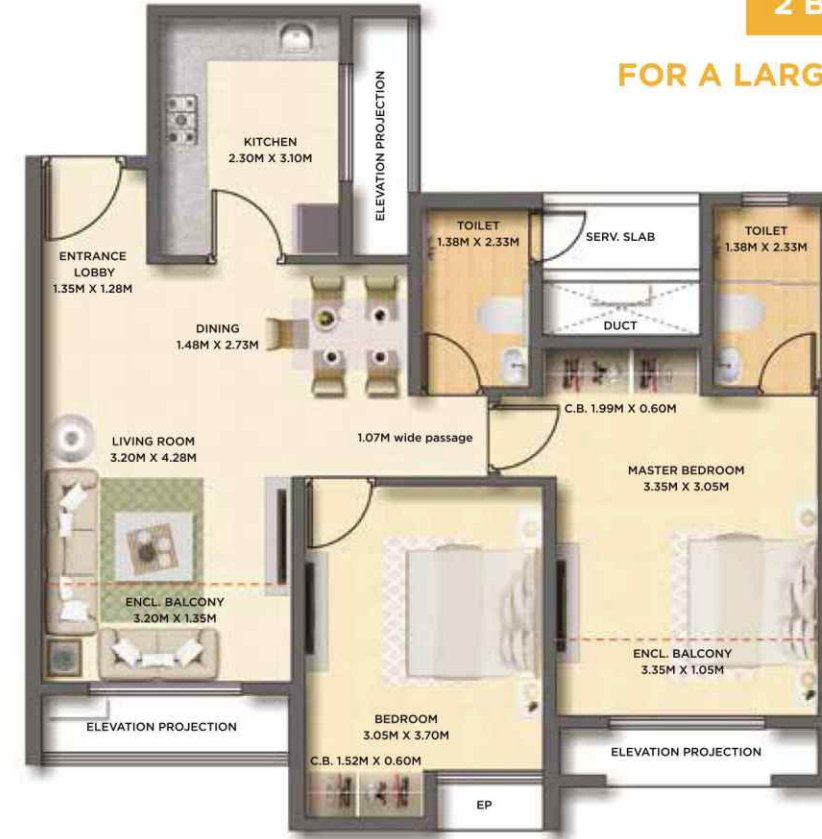 2 B
FOR A LARG
KITCHEN
2.30M X 3.10M
ELEVATION PROJECTION
ENTRANCE
LOBBY
1.35M X 1.28M
TOILET
1.38M X 2.33M
SERV. SLAB
TOILET
1.38M X 2.33M
DINING
1.48M X 2.73M
DUCT
C.B. 1.99M X 0.60M
LIVING ROOM
3.20M X 4.28M
1.07M wide passage
MASTER BEDROOM
3.35M X 3.05M
ENCL. BALCONY
3.20M X 1.35M
ENCL. BALCONY
3.35M X 1.05M
ELEVATION PROJECTION
BEDROOM
3.05M X 3.70M
ELEVATION PROJECTION
C.B. 1.52M X 0.60M
EP